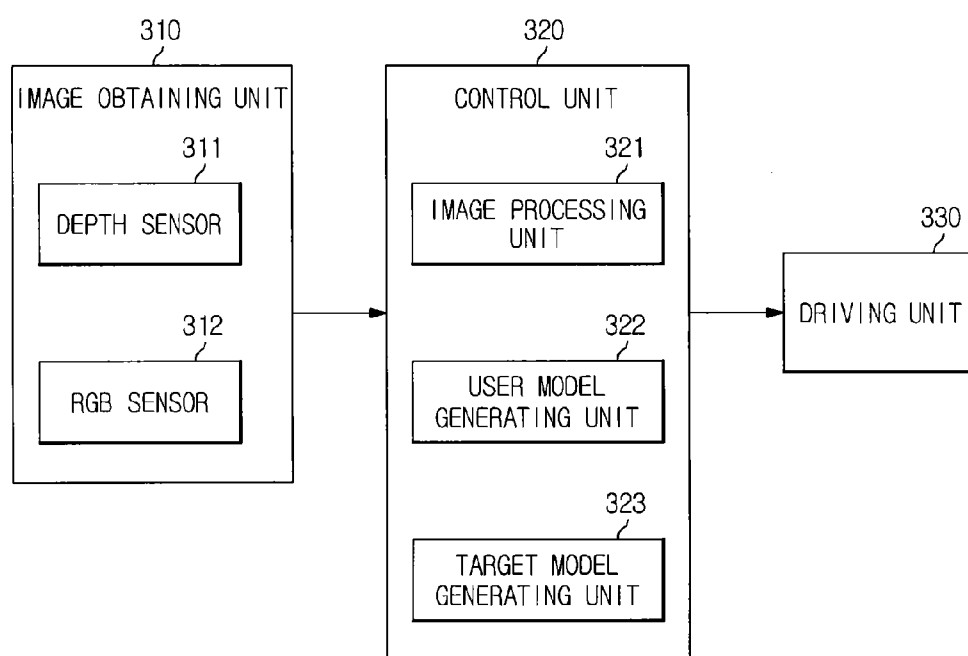 310
IMAGE OBTAINING UNIT
311
DEPTH SENSOR
312
RGB SENSOR
320
CONTROL UNIT
321
IMAGE PROCESSING
UNIT
322
USER MODEL
GENERATING UNIT
323
TARGET MODEL
GENERATING UNIT
330
DRIVING UNIT